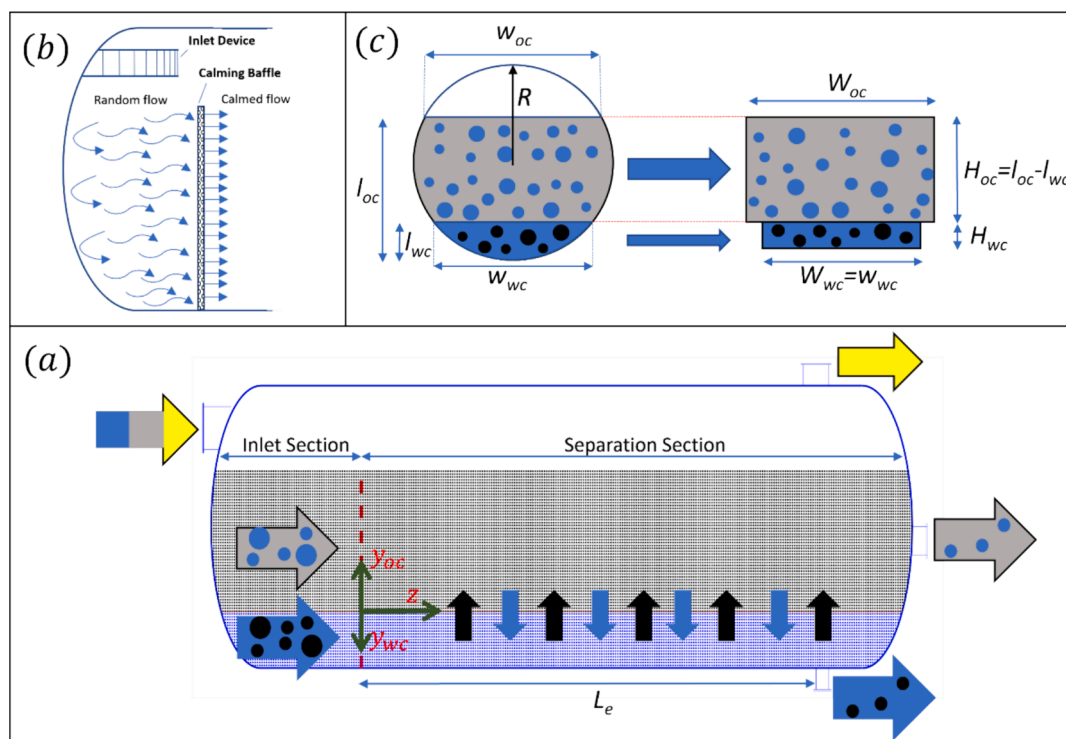 (b)
Inlet Device
Calming Baffle
Random flow
Calmed flow
(c)
w_oc
R
l_oc
l_wc
w_wc
W_oc
H_oc=l_oc-l_wc
H_wc
W_wc=w_wc
(a)
Inlet Section
Separation Section
y_oc
z
y_wc
L_e